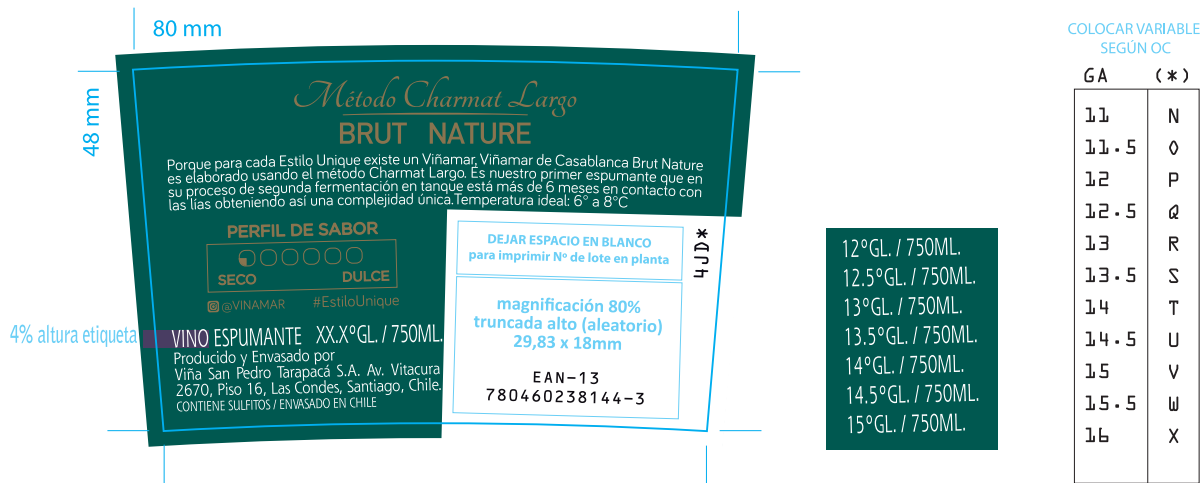 80 mm
48 mm
Método Charmat Largo
BRUT NATURE
Porque para cada Estilo Unique existe un Viñamar. Viñamar de Casablanca Brut Nature
es elaborado usando el método Charmat Largo. Es nuestro primer espumante que en
su proceso de segunda fermentación en tanque está más de 6 meses en contacto con
las lías obteniendo así una complejidad única.Temperatura ideal: 6° a 8°C
PERFIL DE SABOR
SECO DULCE
@VINAMAR #EstiloUnique
4% altura etiqueta
VINO ESPUMANTE XX.X°GL. / 750ML.
Producido y Envasado por
Viña San Pedro Tarapacá S.A. Av. Vitacura
2670, Piso 16, Las Condes, Santiago, Chile.
CONTIENE SULFITOS / ENVASADO EN CHILE
DEJAR ESPACIO EN BLANCO
para imprimir Nº de lote en planta
4JD*
magnificación 80%
truncada alto (aleatorio)
29,83 x 18mm
EAN-13
780460238144-3
12°GL. / 750ML.
12.5°GL. / 750ML.
13°GL. / 750ML.
13.5°GL. / 750ML.
14°GL. / 750ML.
14.5°GL. / 750ML.
15°GL. / 750ML.
COLOCAR VARIABLE
SEGÚN OC
GA (*)
11 N
11.5 O
12 P
12.5 Q
13 R
13.5 S
14 T
14.5 U
15 V
15.5 W
16 X